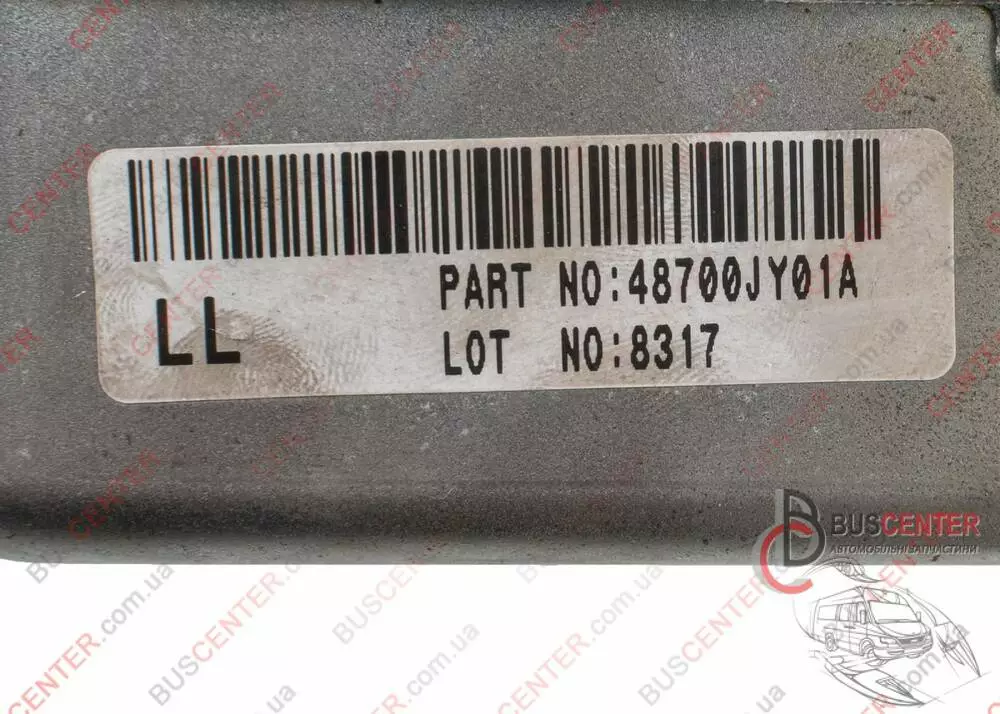 PART NO:48700JY01A
LL
LOT NO:8317
BUSCENTER
АВТОМОБІЛЬНІ ЗАПЧАСТИНИ
BUSCENTER.com.ua